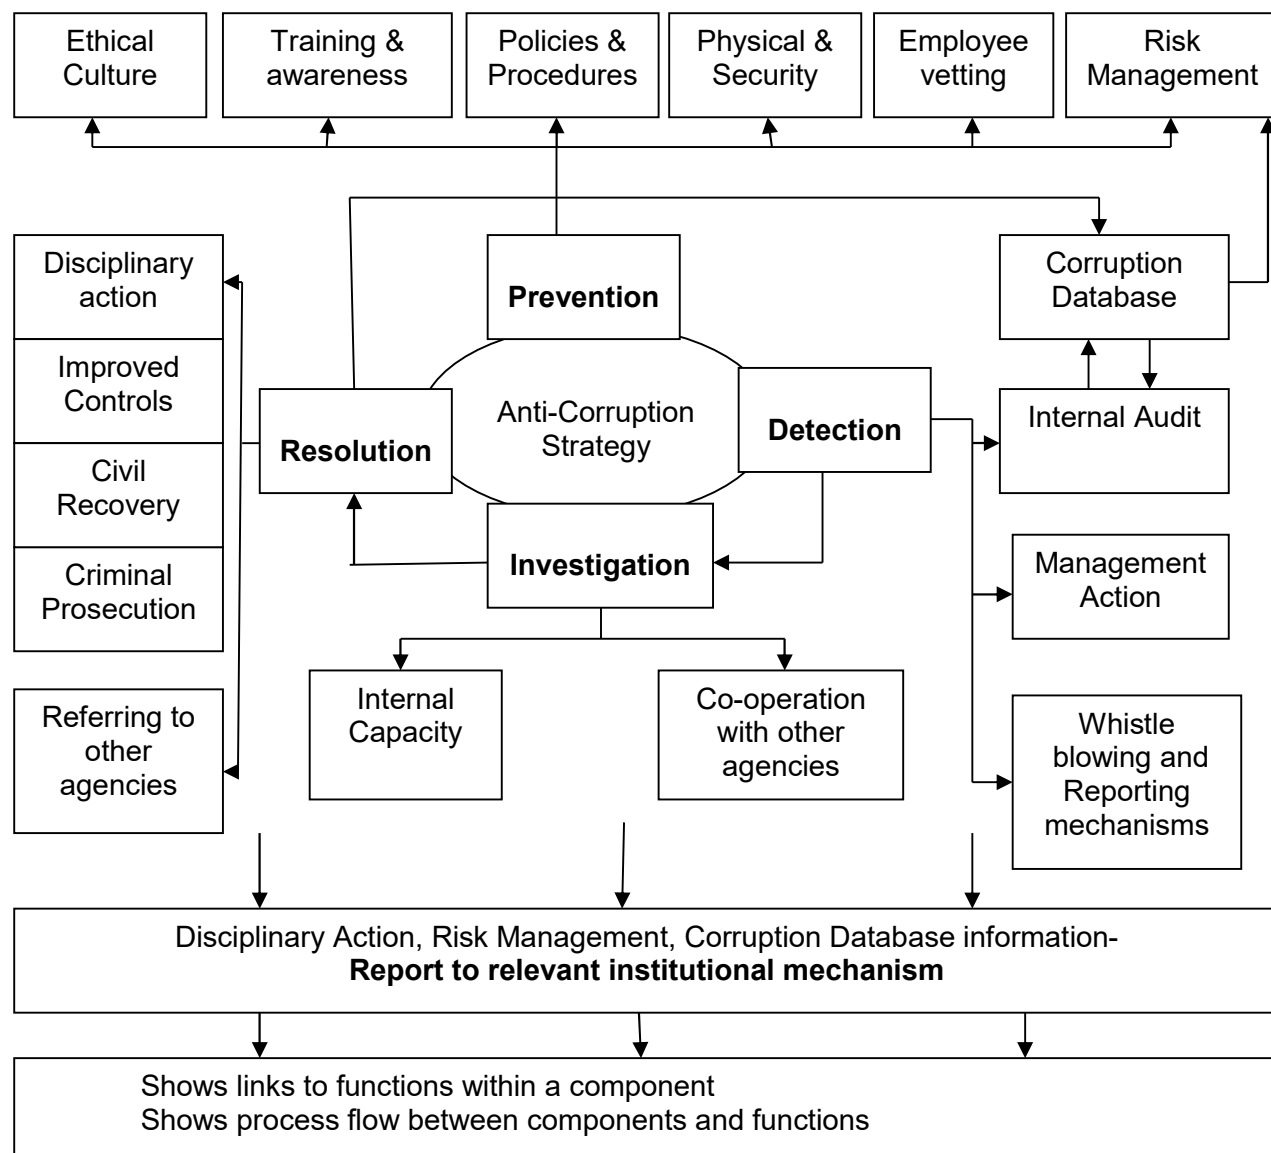 Ethical
Culture
Training &
awareness
Policies &
Procedures
Physical &
Security
Employee
vetting
Risk
Management
Disciplinary
action
Improved
Controls
Civil
Recovery
Criminal
Prosecution
Referring to
other
agencies
Prevention
Resolution
Anti-Corruption
Strategy
Detection
Investigation
Internal
Capacity
Co-operation
with other
agencies
Corruption
Database
Internal Audit
Management
Action
Whistle
blowing and
Reporting
mechanisms
Disciplinary Action, Risk Management, Corruption Database information-
Report to relevant institutional mechanism
Shows links to functions within a component
Shows process flow between components and functions